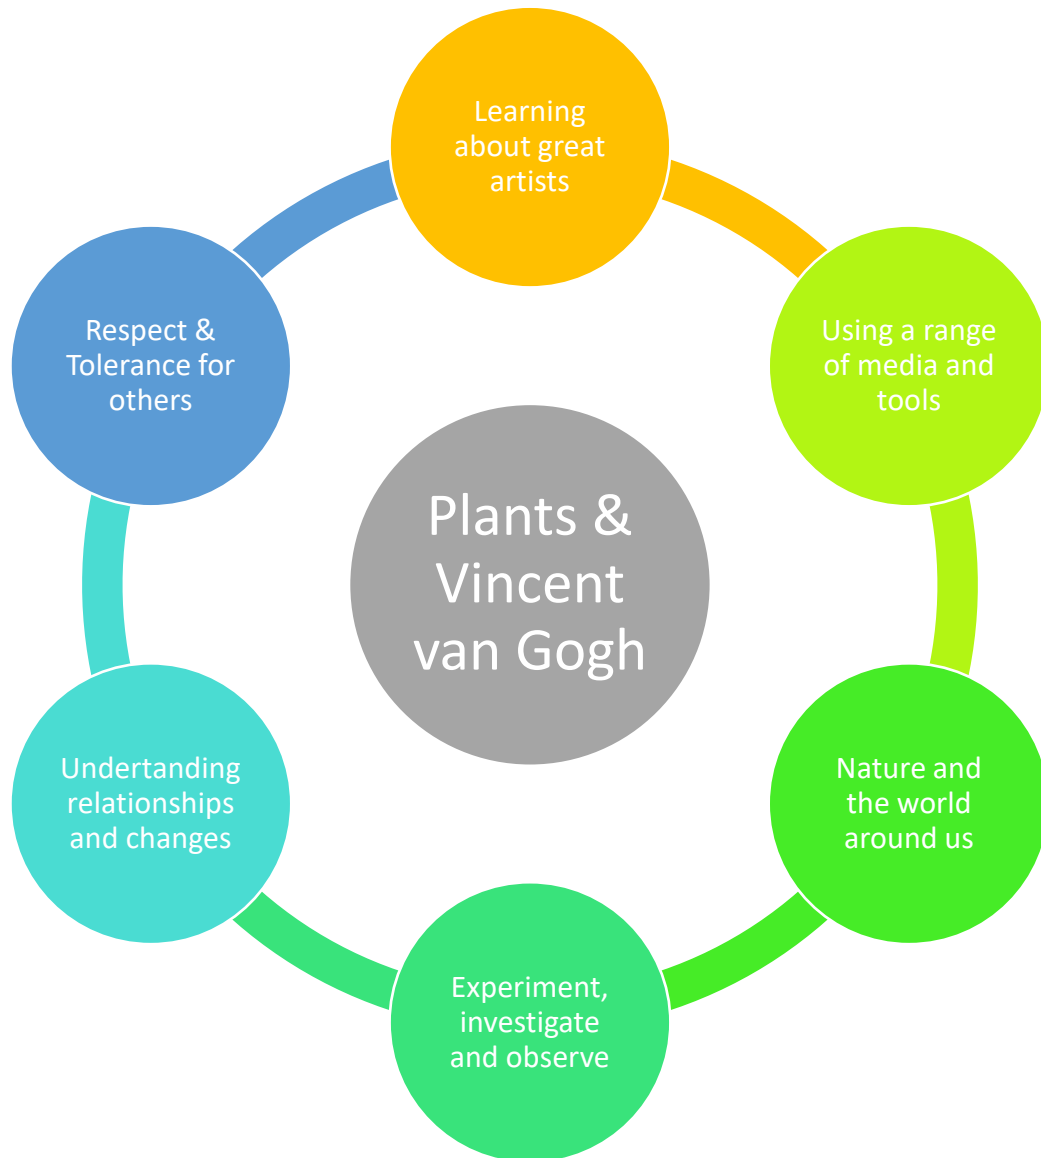 Learning
about great
artists
Using a range
of media and
tools
Nature and
the world
around us
Experiment,
investigate
and observe
Undertanding
relationships
and changes
Respect &
Tolerance for
others
Plants &
Vincent
van Gogh